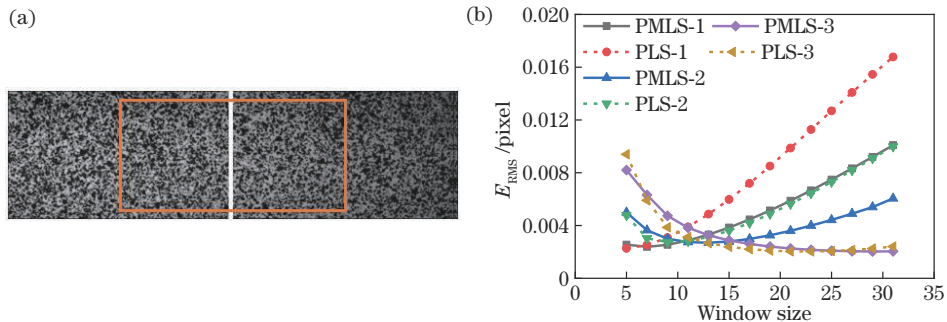 (a)
(b)
E_RMS /pixel
0.020
0.016
0.012
0.008
0.004
0
PMLS-1
PMLS-3
PLS-1
PLS-3
PMLS-2
PLS-2
0 5 10 15 20 25 30 35
Window size